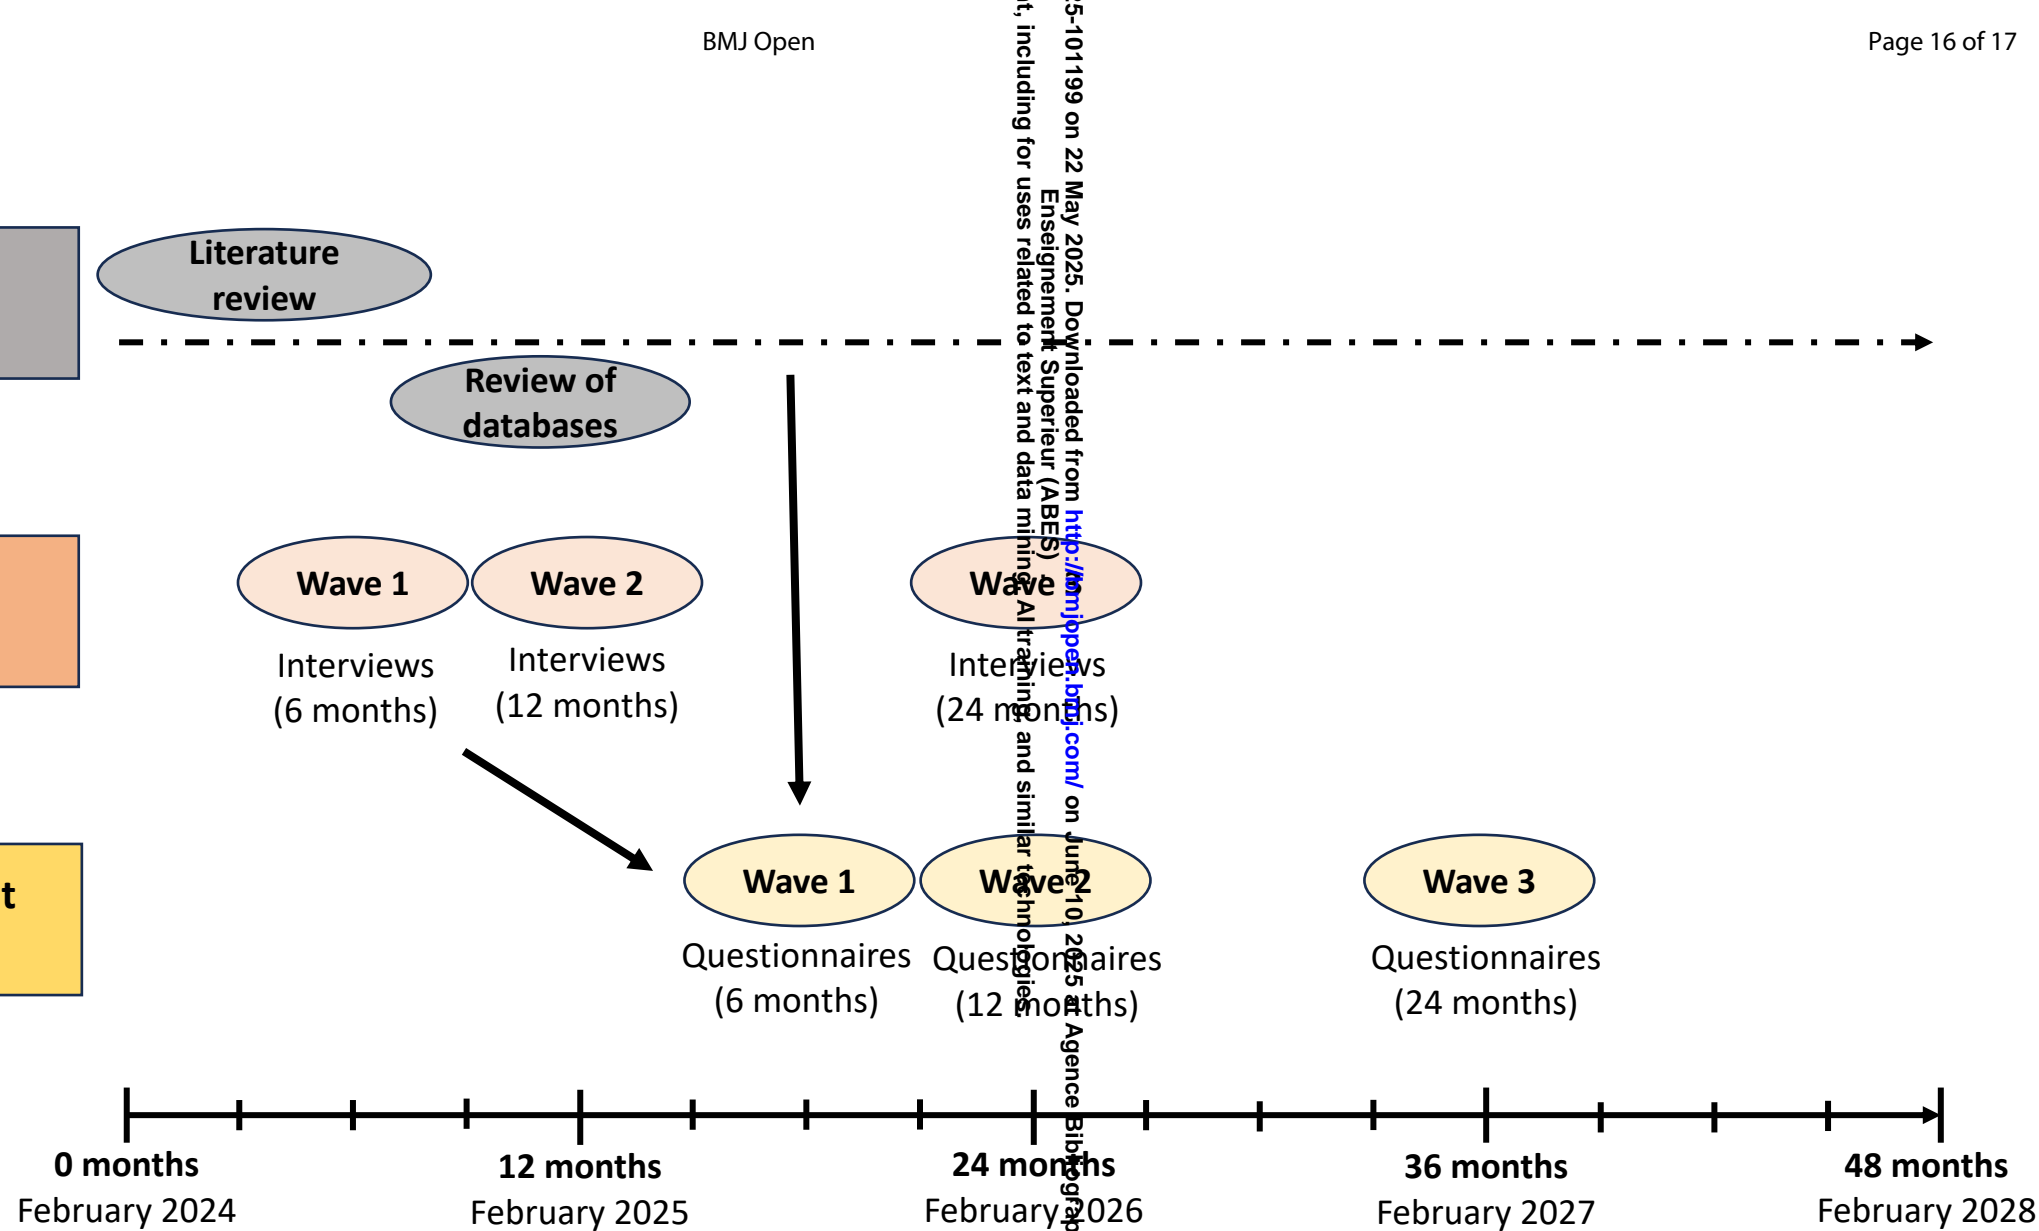 BMJ Open
Page 16 of 17
Literature
review
Review of
databases
Wave 1
Wave 2
Wave
Interviews
(6 months)
Interviews
(12 months)
Interviews
(24 months)
t
Wave 1
Wave 2
Wave 3
Questionnaires
(6 months)
Questionnaires
(12 months)
Questionnaires
(24 months)
0 months
February 2024
12 months
February 2025
24 months
February 2026
36 months
February 2027
48 months
February 2028
5-101199 on 22 May 2025. Downloaded from http://bmjopen.bmj.com/ on June 10, 2025 at Agence Bibliograp
Enseignement Superieur (ABES) .
t, including for uses related to text and data mining, AI training, and similar technologies.